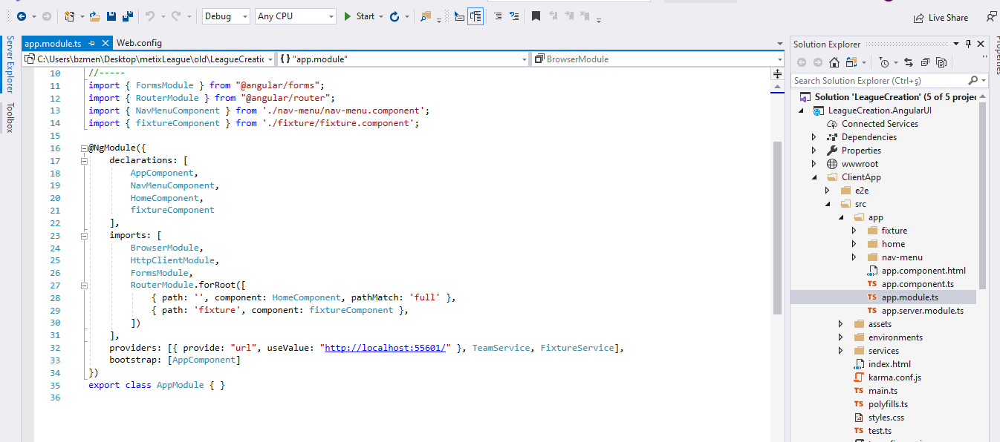 Debug Any CPU Start Live Share
Server Explorer
Toolbox
app.module.ts Web.config
C:\Users\bzmen\Desktop\metixLeague\old\LeagueCreatic {} "app.module" BrowserModule
10 //-----
11 import { FormsModule } from "@angular/forms";
12 import { RouterModule } from "@angular/router";
13 import { NavMenuComponent } from './nav-menu/nav-menu.component';
14 import { fixtureComponent } from './fixture/fixture.component';
15
16 @NgModule({
17 declarations: [
18 AppComponent,
19 NavMenuComponent,
20 HomeComponent,
21 fixtureComponent
22 ],
23 imports: [
24 BrowserModule,
25 HttpClientModule,
26 FormsModule,
27 RouterModule.forRoot([
28 { path: '', component: HomeComponent, pathMatch: 'full' },
29 { path: 'fixture', component: fixtureComponent },
30 ])
31 ],
32 providers: [{ provide: "url", useValue: "http://localhost:55601/" }, TeamService, FixtureService],
33 bootstrap: [AppComponent]
34 })
35 export class AppModule { }
36
Solution Explorer
Search Solution Explorer (Ctrl+ş)
Solution 'LeagueCreation' (5 of 5 proje
LeagueCreation.AngularUI
Connected Services
Dependencies
Properties
wwwroot
ClientApp
e2e
src
app
fixture
home
nav-menu
app.component.html
app.component.ts
app.module.ts
app.server.module.ts
assets
environments
services
index.html
karma.conf.js
main.ts
polyfills.ts
styles.css
test.ts
Properties